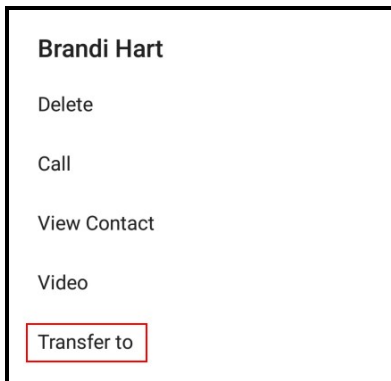 Brandi Hart
Delete
Call
View Contact
Video
Transfer to